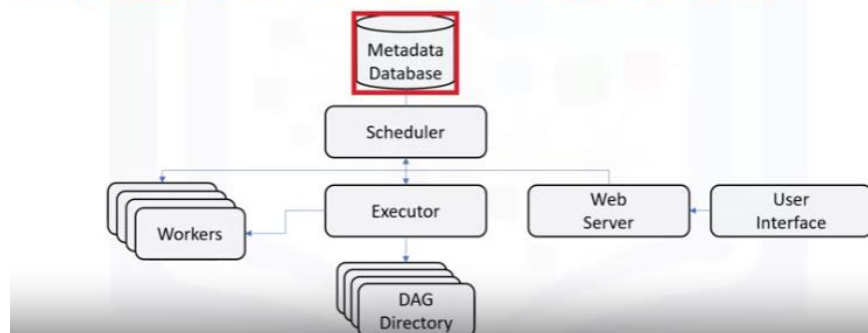 Metadata
Database
Scheduler
Workers
Executor
Web
Server
User
Interface
DAG
Directory